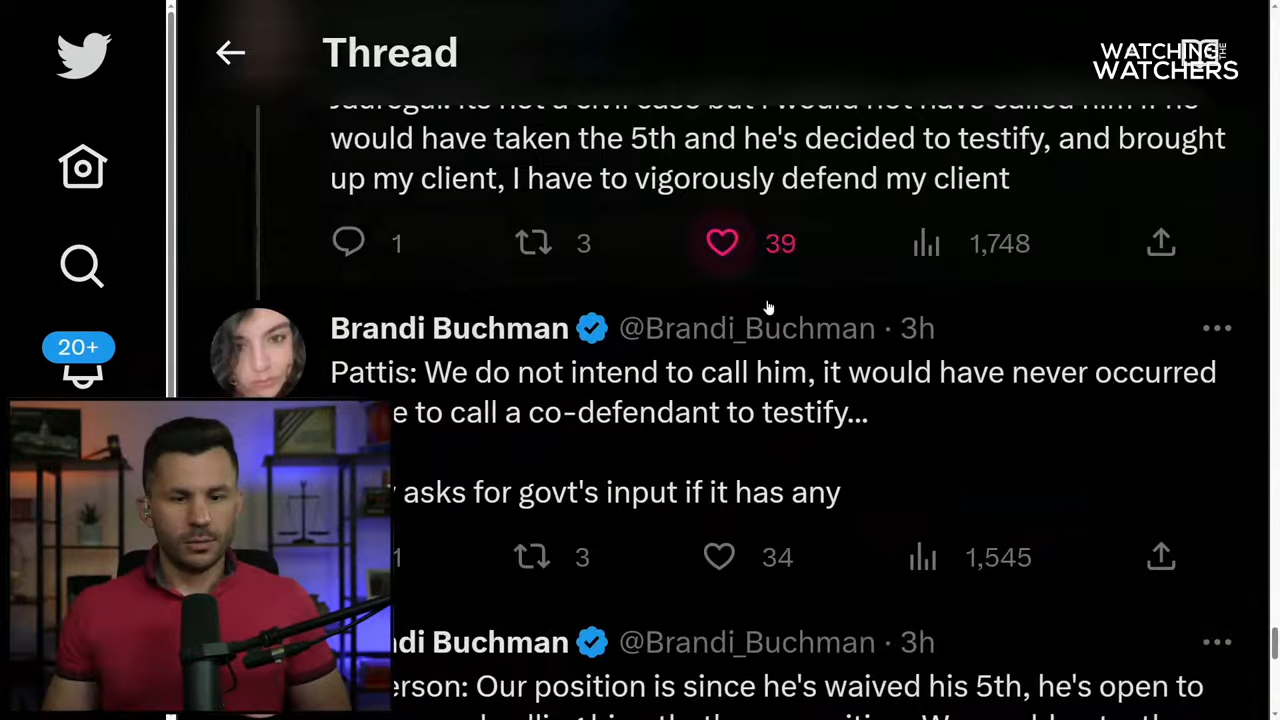 Thread
WATCHING THE
WATCHERS
would have taken the 5th and he's decided to testify, and brought
up my client, I have to vigorously defend my client
1 3 39 1,748
Brandi Buchman @Brandi_Buchman · 3h
20+
Pattis: We do not intend to call him, it would have never occurred
to call a co-defendant to testify...
asks for govt's input if it has any
1 3 34 1,545
Buchman @Brandi_Buchman · 3h
Our position is since he's waived his 5th, he's open to